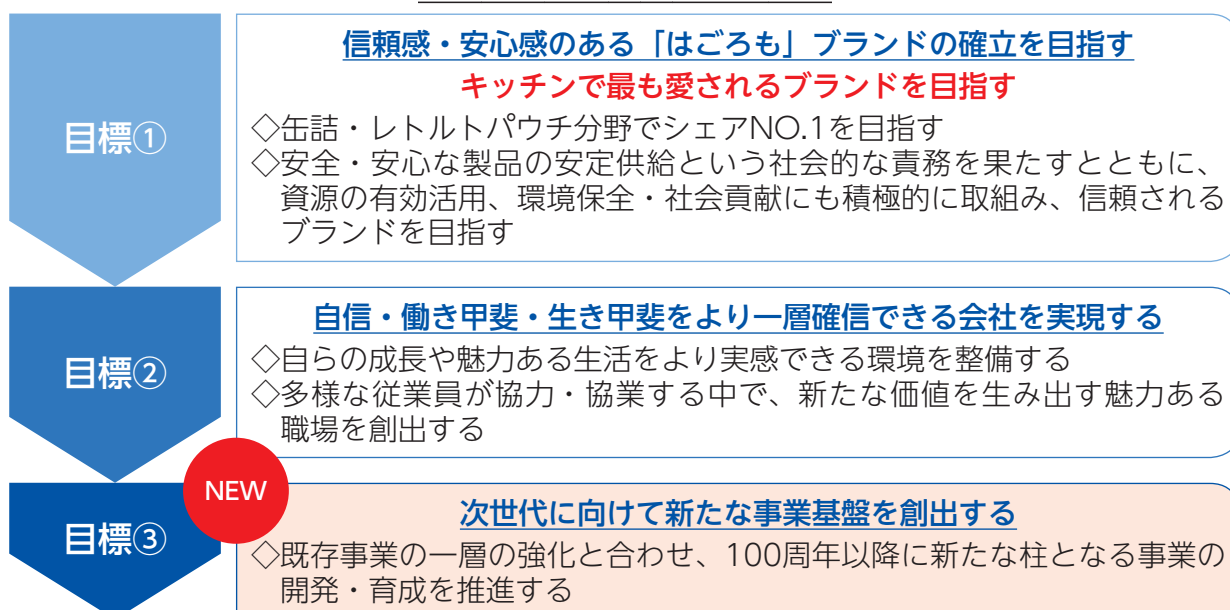 目標①
信頼感・安心感のある「はごろも」ブランドの確立を目指す
キッチンで最も愛されるブランドを目指す
◇缶詰・レトルトパウチ分野でシェアNO.1を目指す
◇安全・安心な製品の安定供給という社会的な責務を果たすとともに、
資源の有効活用、環境保全・社会貢献にも積極的に取組み、信頼される
ブランドを目指す
目標②
自信・働き甲斐・生き甲斐をより一層確信できる会社を実現する
◇自らの成長や魅力ある生活をより実感できる環境を整備する
◇多様な従業員が協力・協業する中で、新たな価値を生み出す魅力ある
職場を創出する
NEW
目標③
次世代に向けて新たな事業基盤を創出する
◇既存事業の一層の強化と合わせ、100周年以降に新たな柱となる事業の
開発・育成を推進する